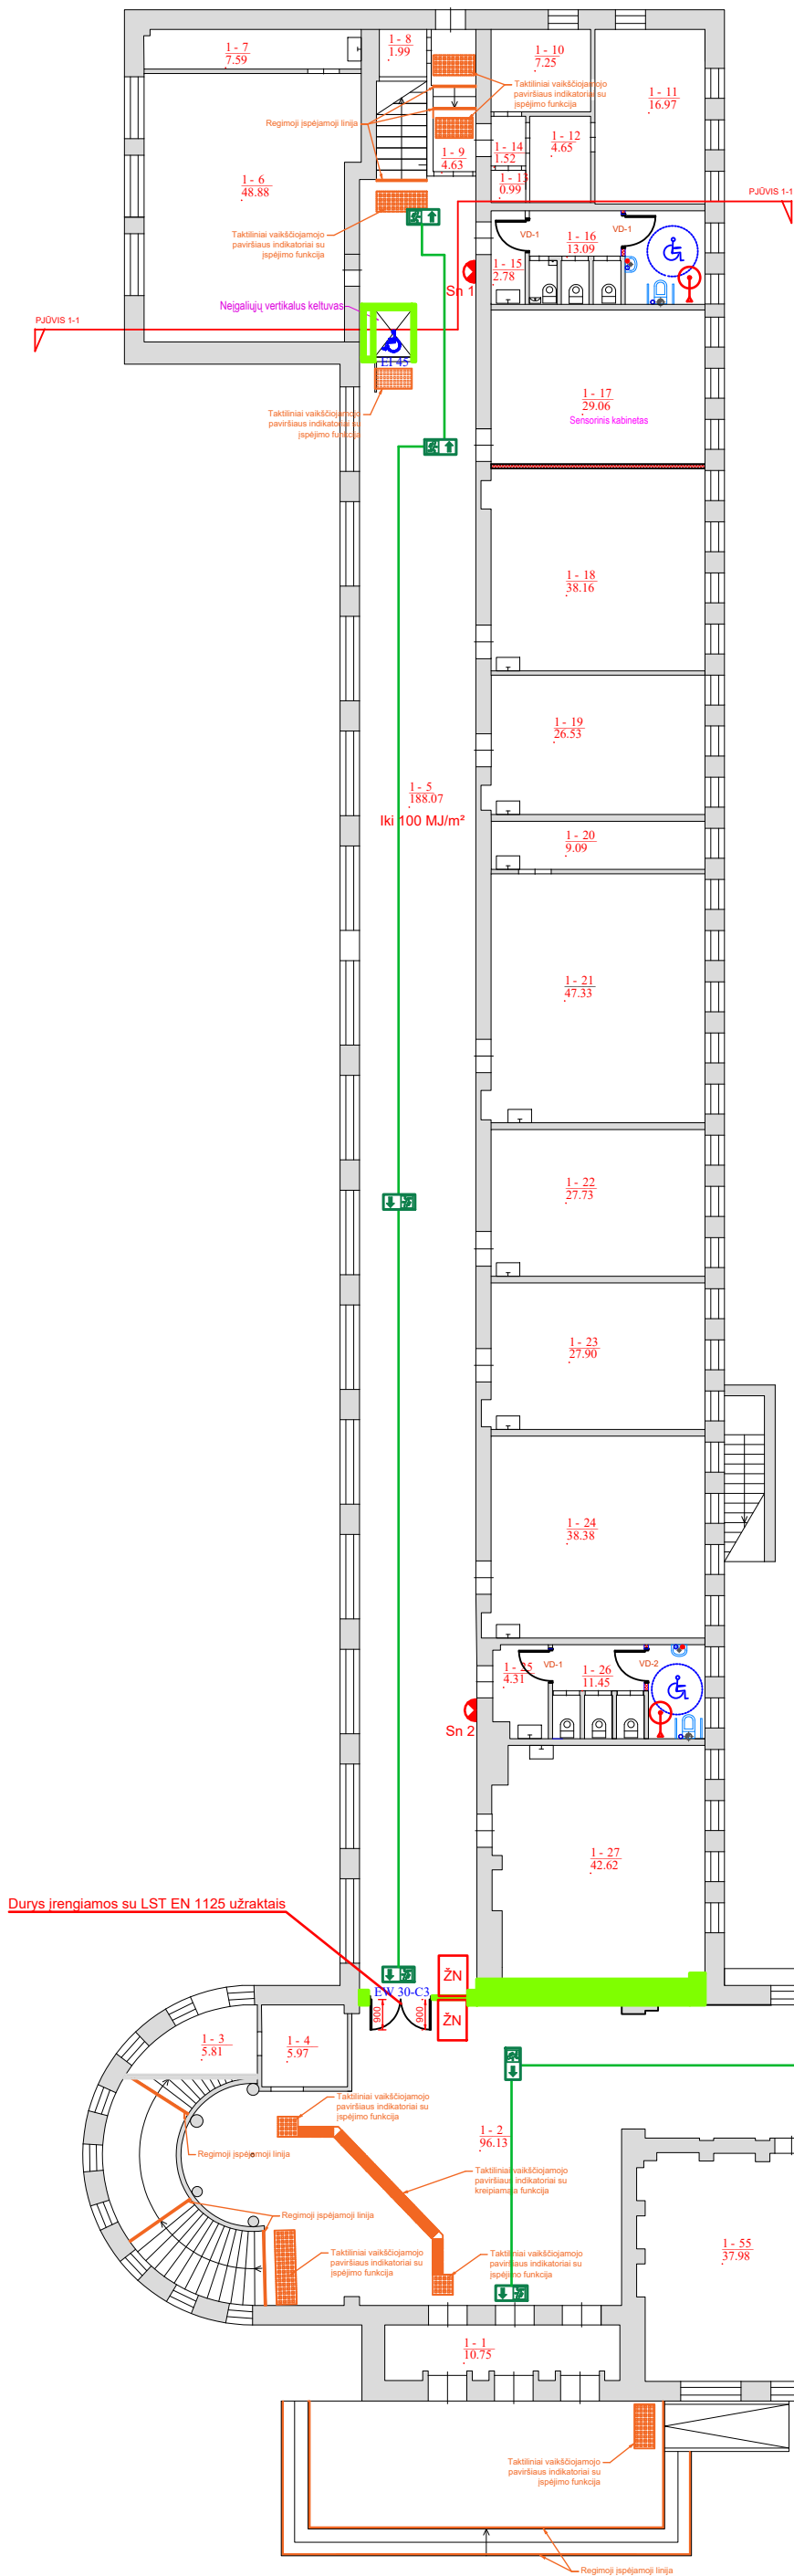 1 - 7
7.59
1 - 8
1.99
1 - 10
7.25
Taktiliniai vaikščiojamojo
paviršiaus indikatoriai su
įspėjimo funkcija
1 - 11
16.97
Regimoji įspėjamoji linija
1 - 9
4.63
1 - 14
1.52
1 - 12
4.65
1 - 13
0.99
1 - 6
48.88
PJŪVIS 1-1
Taktiliniai vaikščiojamojo
paviršiaus indikatoriai su
įspėjimo funkcija
VD-1
1 - 16
13.09
VD-1
1 - 15
2.78
Sn 1
Neįgaliųjų vertikalus keltuvas
PJŪVIS 1-1
EI 45
1 - 17
29.06
Sensorinis kabinetas
Taktiliniai vaikščiojamojo
paviršiaus indikatoriai su
įspėjimo funkcija
1 - 18
38.16
1 - 19
26.53
1 - 5
188.07
Iki 100 MJ/m²
1 - 20
9.09
1 - 21
47.33
1 - 22
27.73
1 - 23
27.90
1 - 24
38.38
1 - 25
4.31
VD-1
1 - 26
11.45
VD-2
Sn 2
1 - 27
42.62
Durys įrengiamos su LST EN 1125 užraktais
ŽN
EW 30-C3
900
900
ŽN
1 - 3
5.81
1 - 4
5.97
Taktiliniai vaikščiojamojo
paviršiaus indikatoriai su
įspėjimo funkcija
1 - 2
96.13
Regimoji įspėjamoji linija
Taktiliniai vaikščiojamojo
paviršiaus indikatoriai su
kreipiamąja funkcija
Regimoji įspėjamoji linija
1 - 55
37.98
Taktiliniai vaikščiojamojo
paviršiaus indikatoriai su
įspėjimo funkcija
Taktiliniai vaikščiojamojo
paviršiaus indikatoriai su
įspėjimo funkcija
1 - 1
10.75
Taktiliniai vaikščiojamojo
paviršiaus indikatoriai su
įspėjimo funkcija
Regimoji įspėjamoji linija